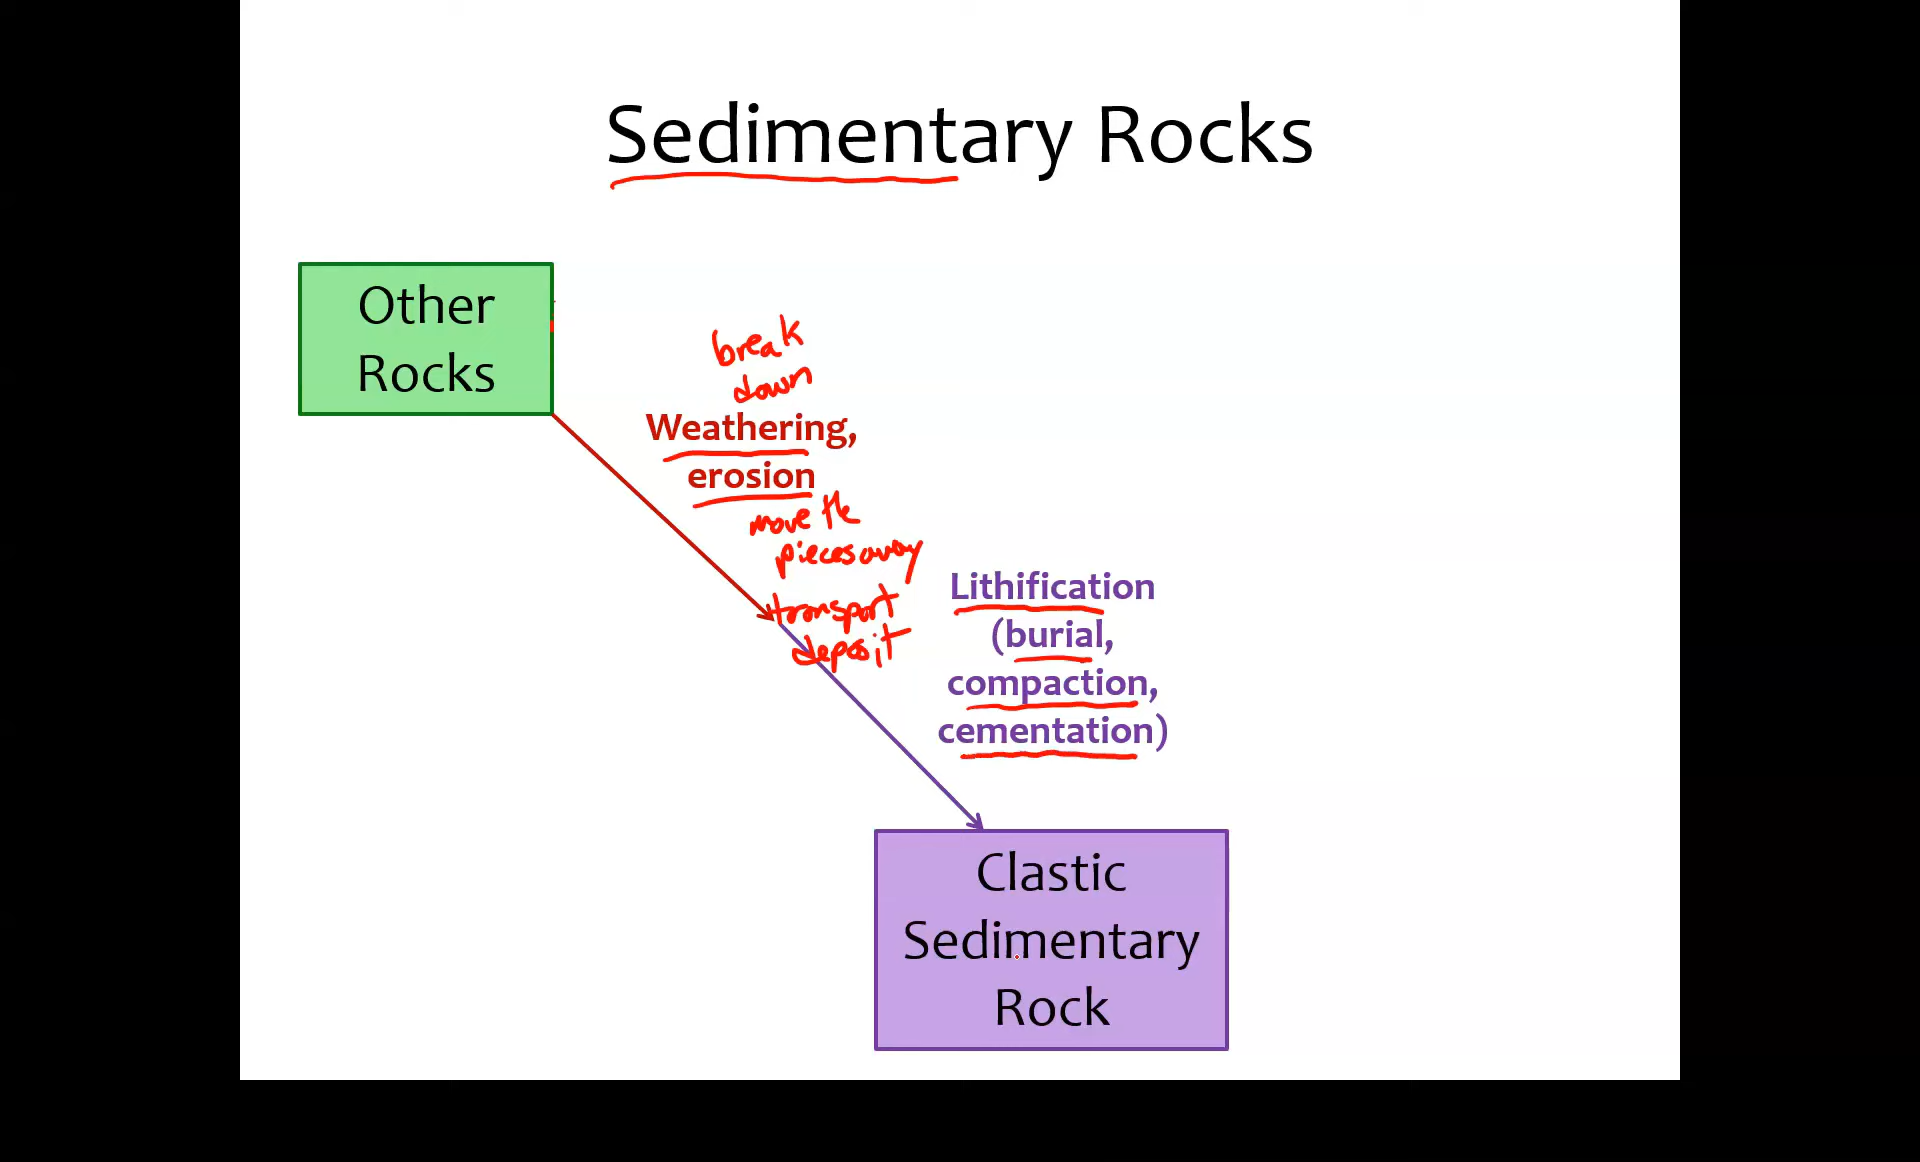 Sedimentary Rocks
Other
Rocks
break
down
Weathering,
erosion
move the
pieces away
transport
deposit
Lithification
(burial,
compaction,
cementation)
Clastic
Sedimentary
Rock